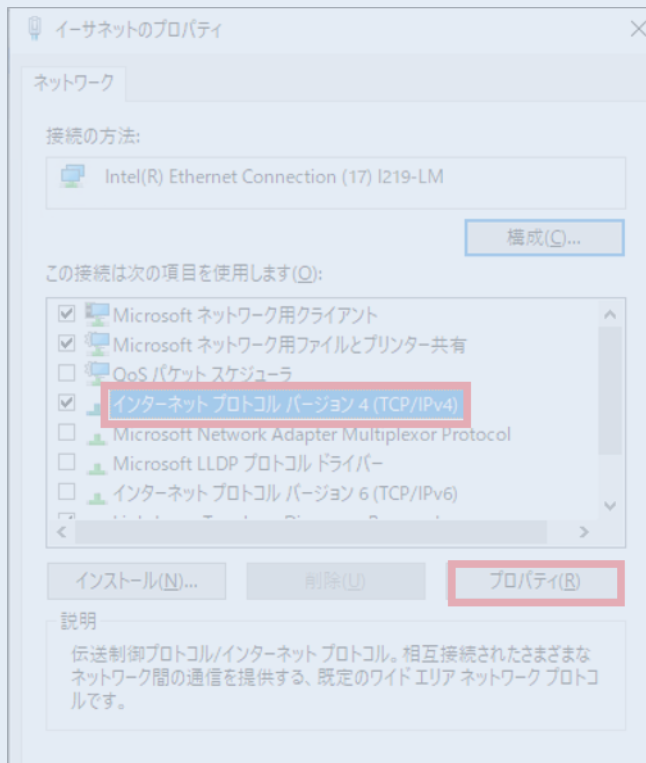 イーサネットのプロパティ
ネットワーク
接続の方法:
Intel(R) Ethernet Connection (17) I219-LM
構成(C)...
この接続は次の項目を使用します(O):
Microsoft ネットワーク用クライアント
Microsoft ネットワーク用ファイルとプリンター共有
QoS パケット スケジューラ
インターネット プロトコル バージョン 4 (TCP/IPv4)
Microsoft Network Adapter Multiplexor Protocol
Microsoft LLDP プロトコル ドライバー
インターネット プロトコル バージョン 6 (TCP/IPv6)
インストール(N)... 削除(U) プロパティ(R)
説明
伝送制御プロトコル/インターネット プロトコル。相互接続されたさまざまな
ネットワーク間の通信を提供する、既定のワイド エリア ネットワーク プロトコ
ルです。